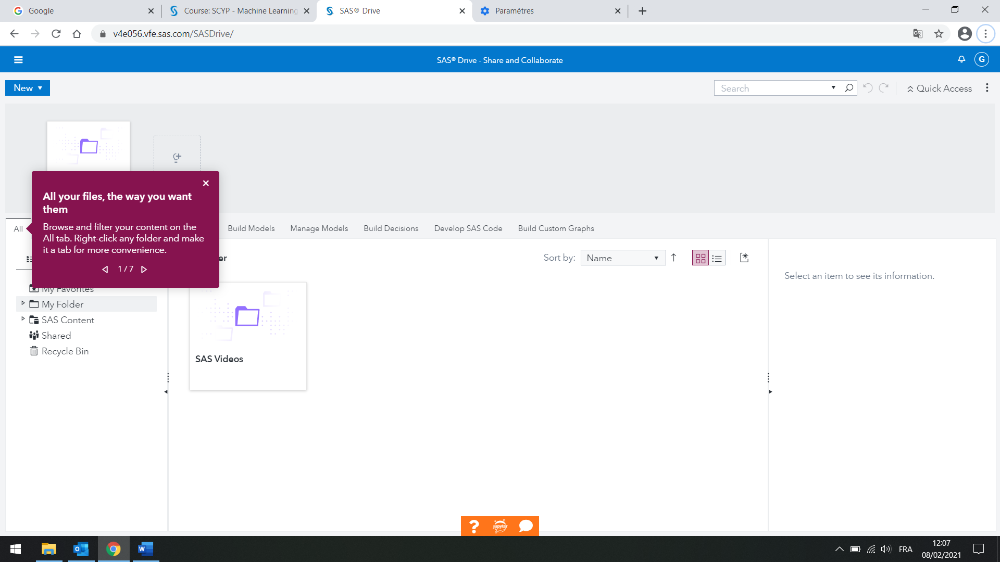 Google
Course: SCYP - Machine Learning
SAS® Drive
Paramètres
v4e056.vfe.sas.com/SASDrive/
SAS® Drive - Share and Collaborate
G
New
Search
Quick Access
All your files, the way you want
them
Browse and filter your content on the
All tab. Right-click any folder and make
it a tab for more convenience.
1 / 7
All
Build Models
Manage Models
Build Decisions
Develop SAS Code
Build Custom Graphs
er
Sort by:
Name
Select an item to see its information.
My Favorites
My Folder
SAS Content
Shared
Recycle Bin
SAS Videos
?
jupyter
FRA
12:07
08/02/2021